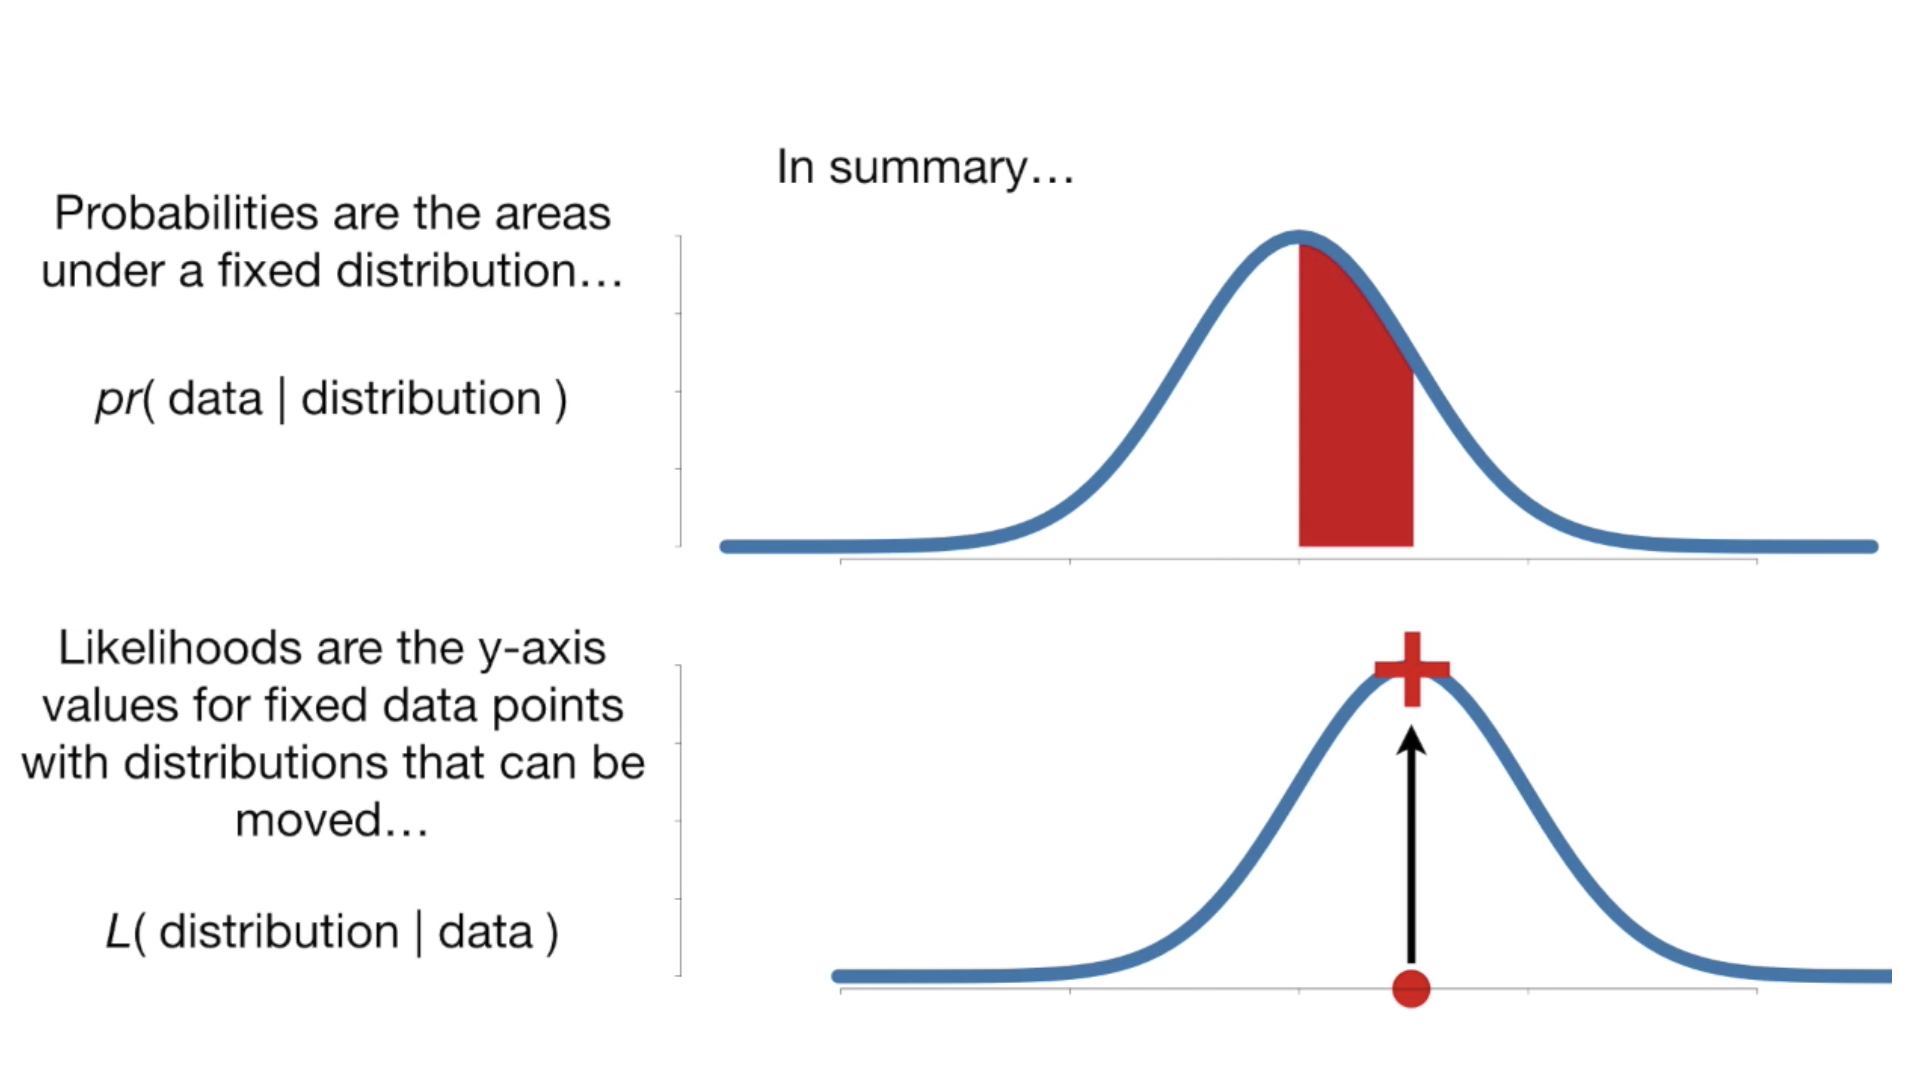 In summary…
Probabilities are the areas
under a fixed distribution…
pr( data | distribution )
Likelihoods are the y-axis
values for fixed data points
with distributions that can be
moved…
L( distribution | data )